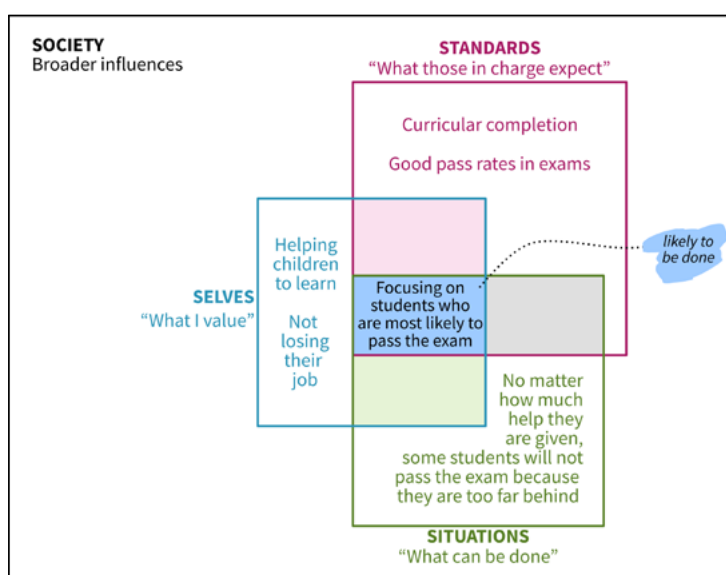 SOCIETY
Broader influences
STANDARDS
“What those in charge expect”
Curricular completion
Good pass rates in exams
likely to
be done
Helping
children
to learn
Not
losing
their
job
SELVES
“What I value”
Focusing on
students who
are most likely to
pass the exam
No matter
how much
help they
are given,
some students will not
pass the exam because
they are too far behind
SITUATIONS
“What can be done”